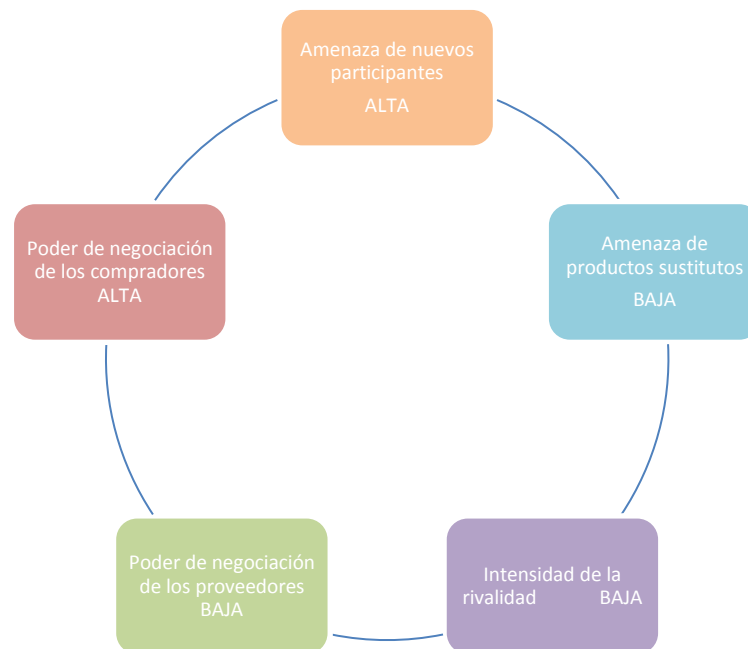 Amenaza de nuevos
participantes
ALTA
Amenaza de
productos sustitutos
BAJA
Intensidad de la
rivalidad BAJA
Poder de negociación
de los proveedores
BAJA
Poder de negociación
de los compradores
ALTA